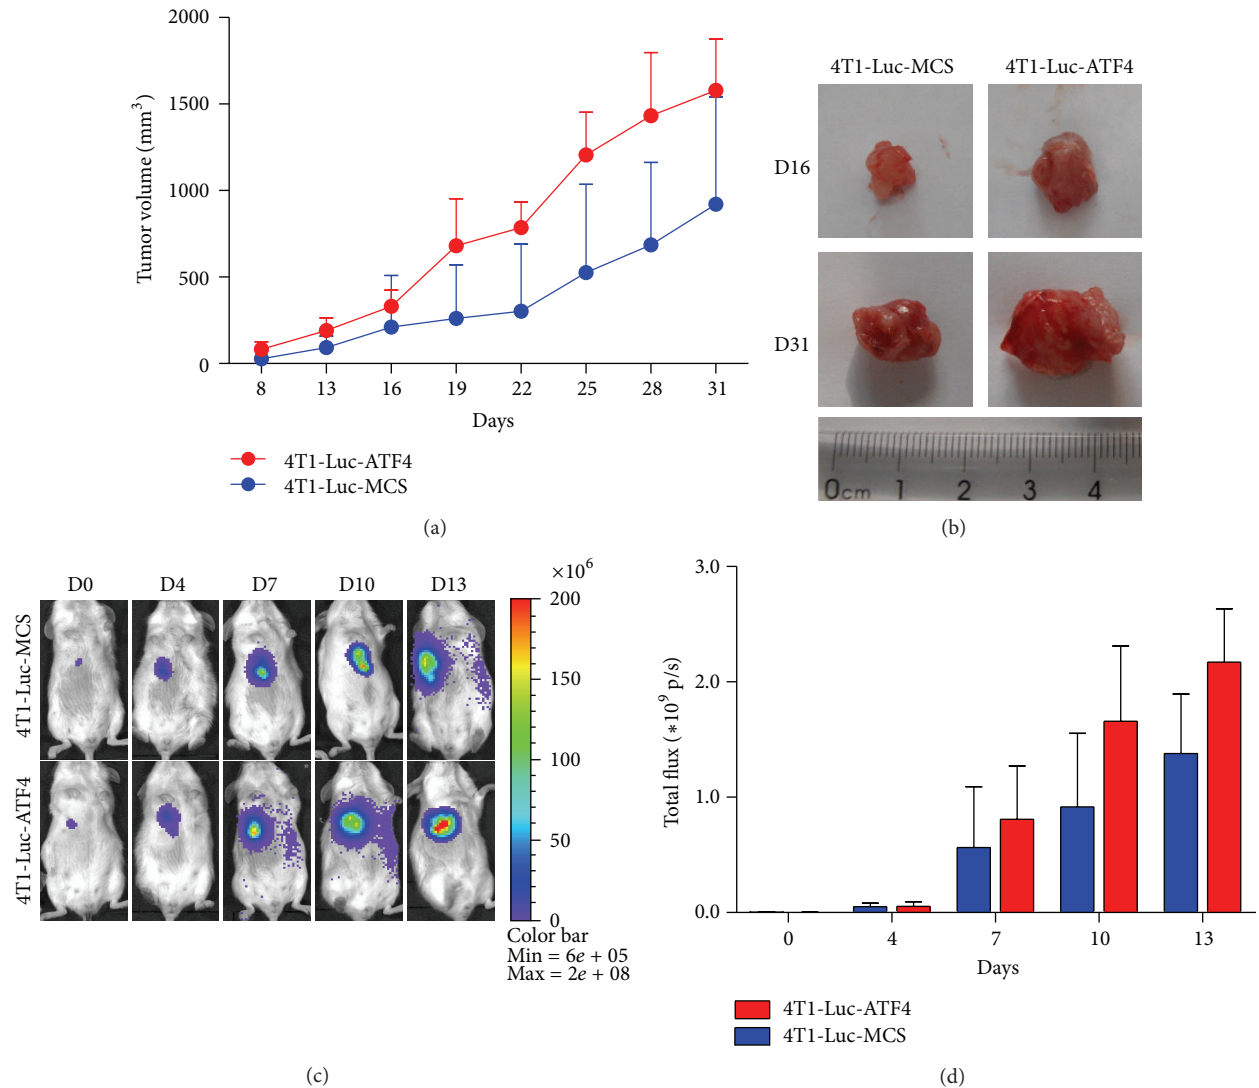 2000
1500
1000
500
0
Tumor volume (mm³)
8 13 16 19 22 25 28 31
Days
4T1-Luc-ATF4
4T1-Luc-MCS
(a)
4T1-Luc-MCS 4T1-Luc-ATF4
D16
D31
0cm 1 2 3 4
(b)
D0 D4 D7 D10 D13
4T1-Luc-MCS
4T1-Luc-ATF4
×10⁶
200
150
100
50
0
Color bar
Min = 6e + 05
Max = 2e + 08
(c)
3.0
2.0
1.0
0.0
Total flux (*10⁹ p/s)
0 4 7 10 13
Days
4T1-Luc-ATF4
4T1-Luc-MCS
(d)